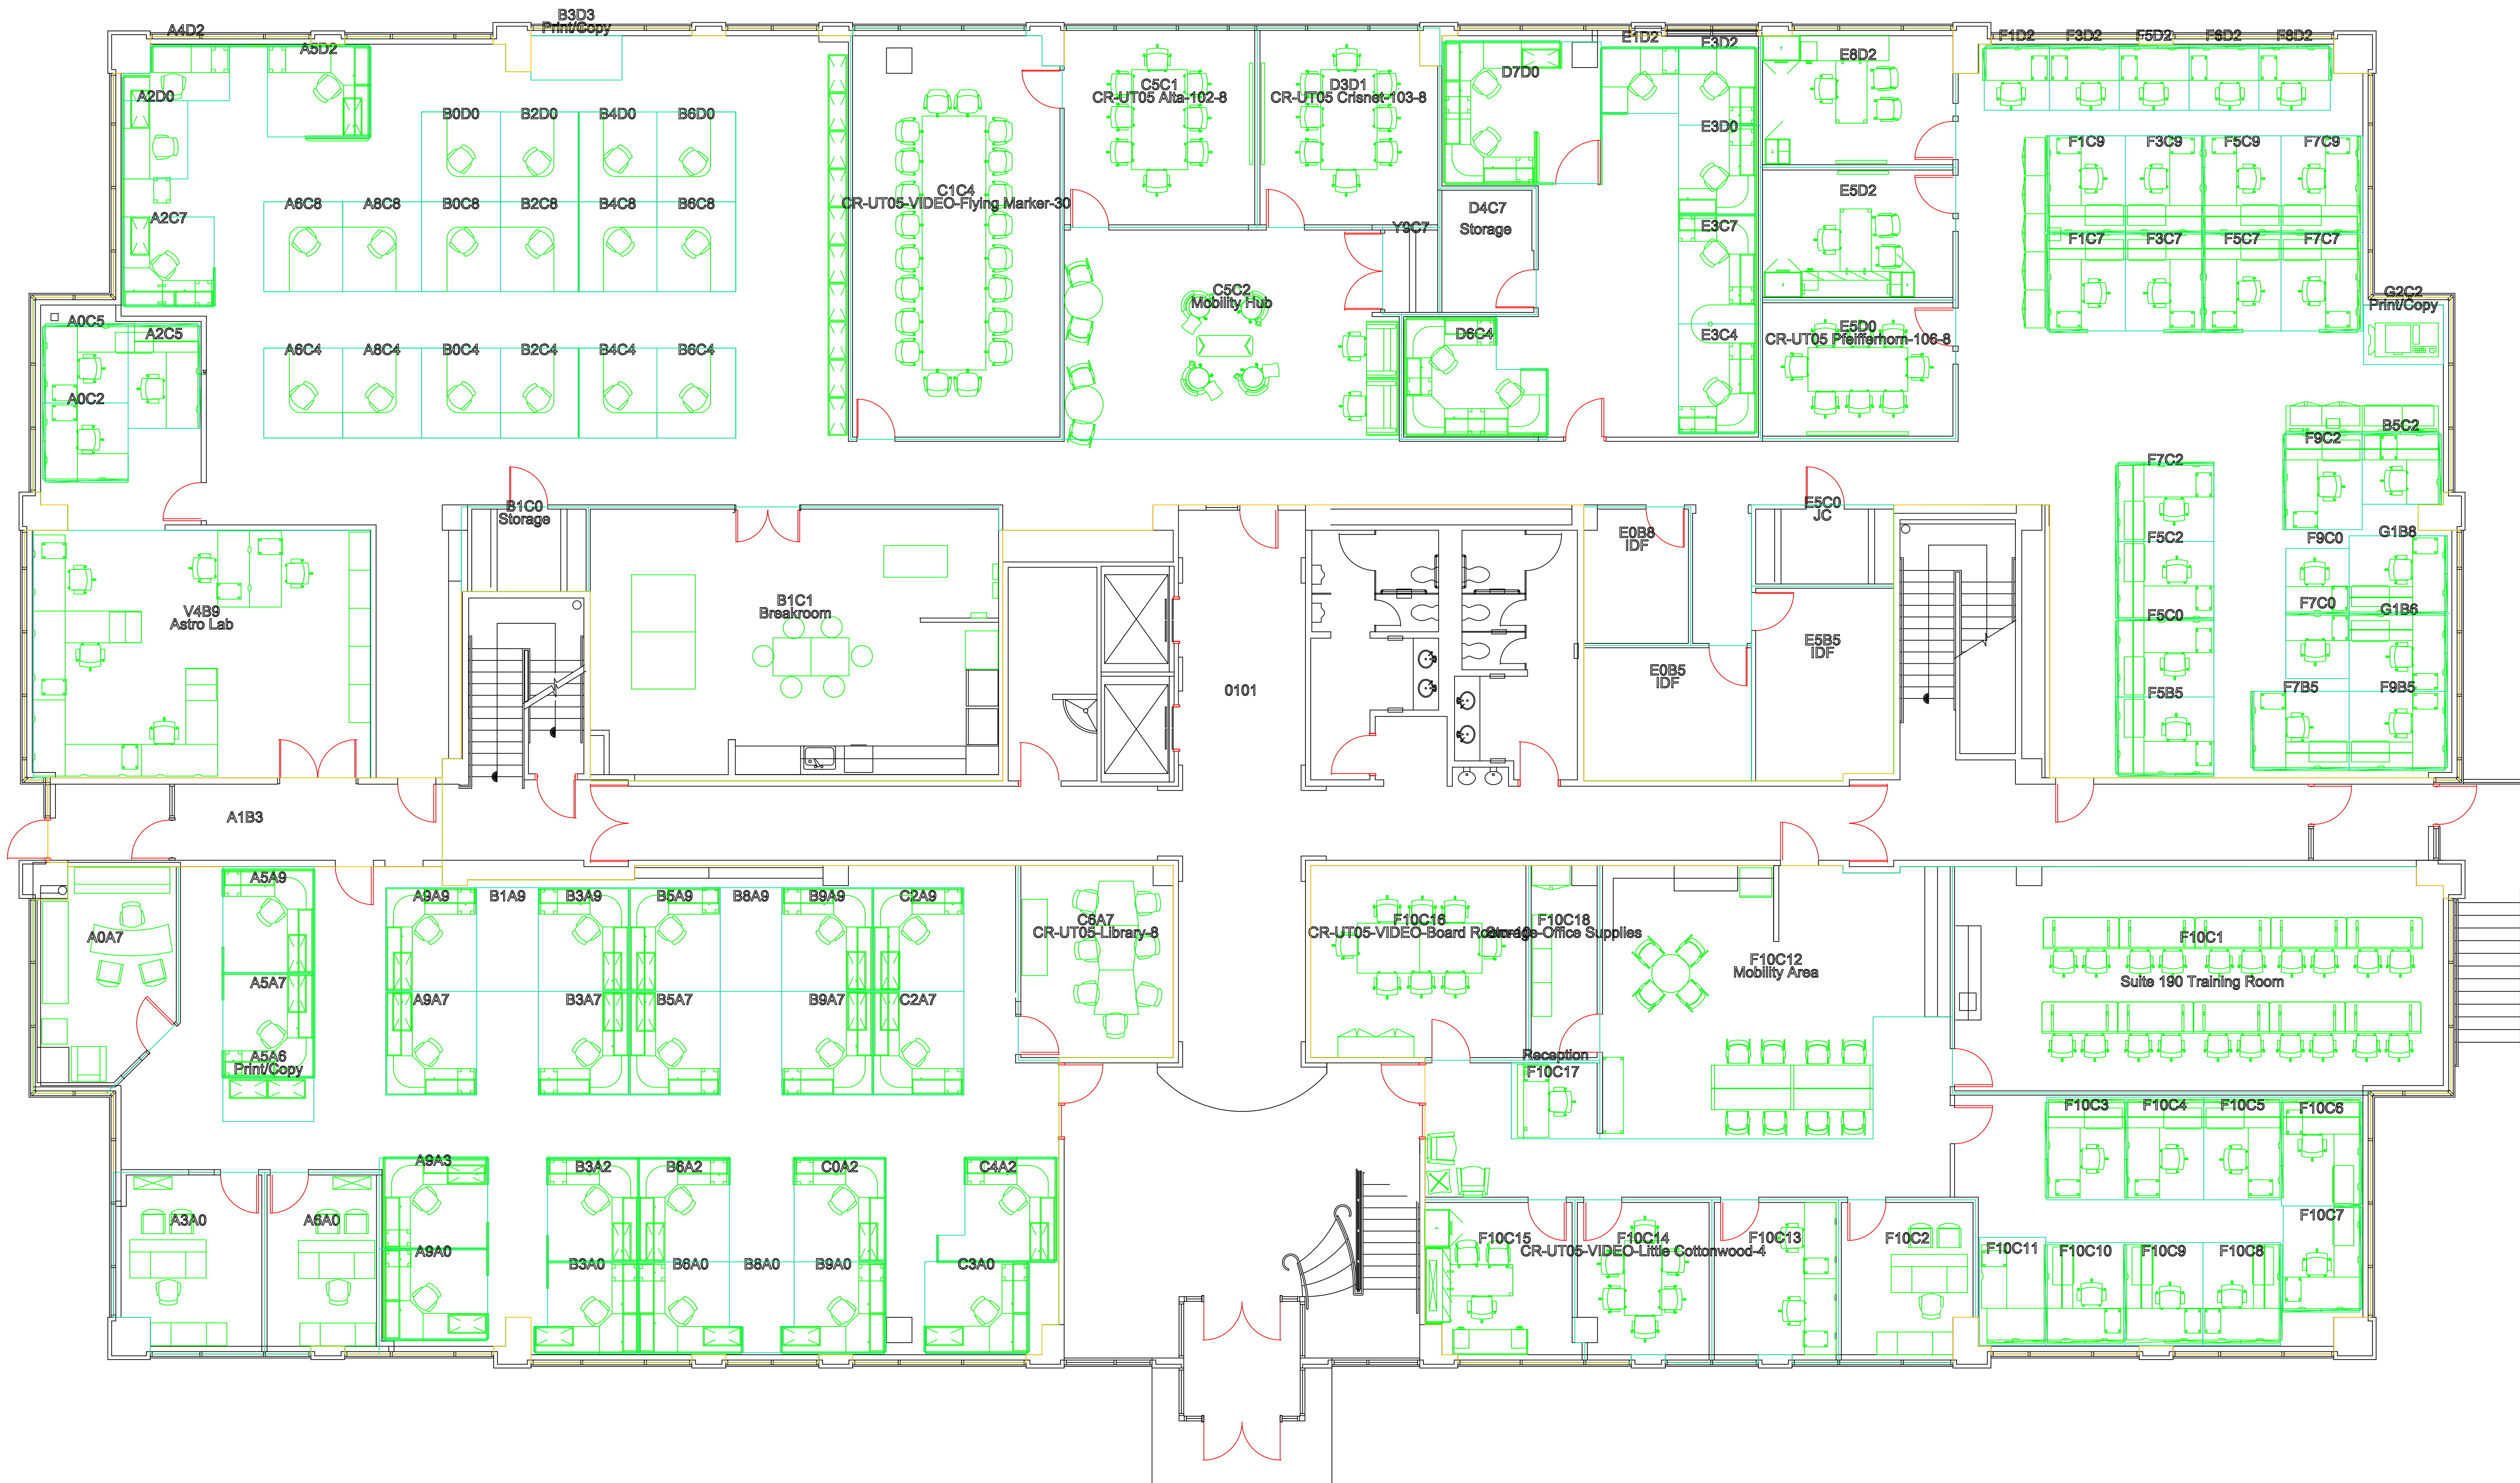 B3D3
Print/Copy
A4D2
A5D2
A2D0
B0D0
B2D0
B4D0
B6D0
A2C7
A6C8
A8C8
B0C8
B2C8
B4C8
B6C8
A0C5
A2C5
A0C2
A6C4
A8C4
B0C4
B2C4
B4C4
B6C4
C1C4
CR-UT05-VIDEO-Flying Marker-30
C5C1
CR-UT05 Alta-102-8
D3D1
CR-UT05 Crisnet-103-8
C5C2
Mobility Hub
Y9C7
D4C7
Storage
D7D0
D6C4
E1D2
E3D2
E3D0
E3C7
E3C4
E8D2
E5D2
E5D0
CR-UT05 Pfeifferhorn-106-8
F1D2
F3D2
F5D2
F6D2
F8D2
F1C9
F3C9
F5C9
F7C9
F1C7
F3C7
F5C7
F7C7
G2C2
Print/Copy
B5C2
F9C2
F7C2
F5C2
F9C0
G1B8
F5C0
F7C0
G1B6
F5B5
F7B5
F9B5
B1C0
Storage
V4B9
Astro Lab
B1C1
Breakroom
0101
E0B8
IDF
E0B5
IDF
E5C0
JC
E5B5
IDF
A1B3
A0A7
A5A9
A5A7
A5A6
Print/Copy
A9A9
B1A9
B3A9
B5A9
B8A9
B9A9
C2A9
A9A7
B3A7
B5A7
B9A7
C2A7
C6A7
CR-UT05-Library-8
A3A0
A6A0
A9A3
A9A0
B3A2
B6A2
C0A2
C4A2
B3A0
B6A0
B8A0
B9A0
C3A0
F10C16
CR-UT05-VIDEO-Board Room-10
F10C18
Storage-Office Supplies
F10C12
Mobility Area
F10C1
Suite 190 Training Room
Reception
F10C17
F10C15
F10C14
CR-UT05-VIDEO-Little Cottonwood-4
F10C13
F10C2
F10C3
F10C4
F10C5
F10C6
F10C7
F10C11
F10C10
F10C9
F10C8